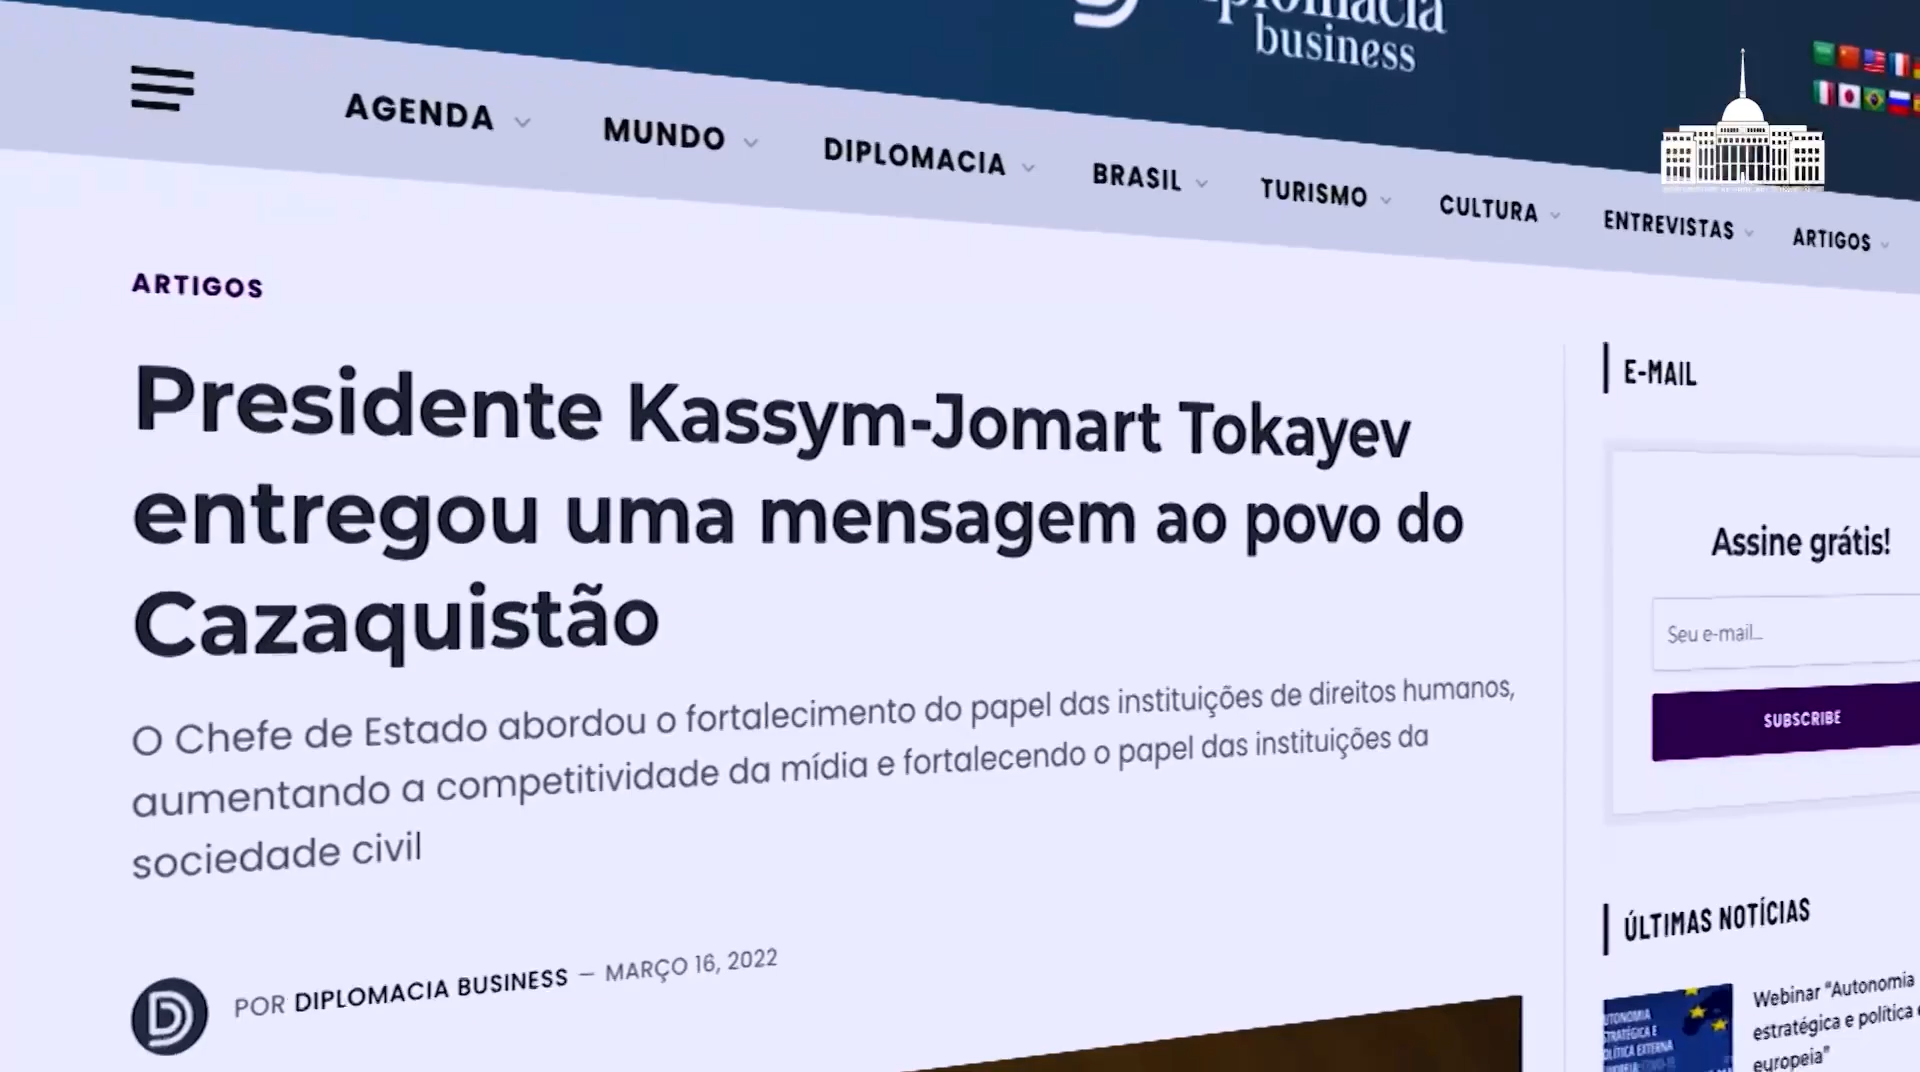 business
AGENDA
MUNDO
DIPLOMACIA
BRASIL
TURISMO
CULTURA
ENTREVISTAS
ARTIGOS
ARTIGOS
Presidente Kassym-Jomart Tokayev
entregou uma mensagem ao povo do
Cazaquistão
O Chefe de Estado abordou o fortalecimento do papel das instituições de direitos humanos,
aumentando a competitividade da mídia e fortalecendo o papel das instituições da
sociedade civil
POR DIPLOMACIA BUSINESS — MARÇO 16, 2022
E-MAIL
Assine grátis!
Seu e-mail...
SUBSCRIBE
ÚLTIMAS NOTÍCIAS
Webinar “Autonomia
estratégica e política
europeia”